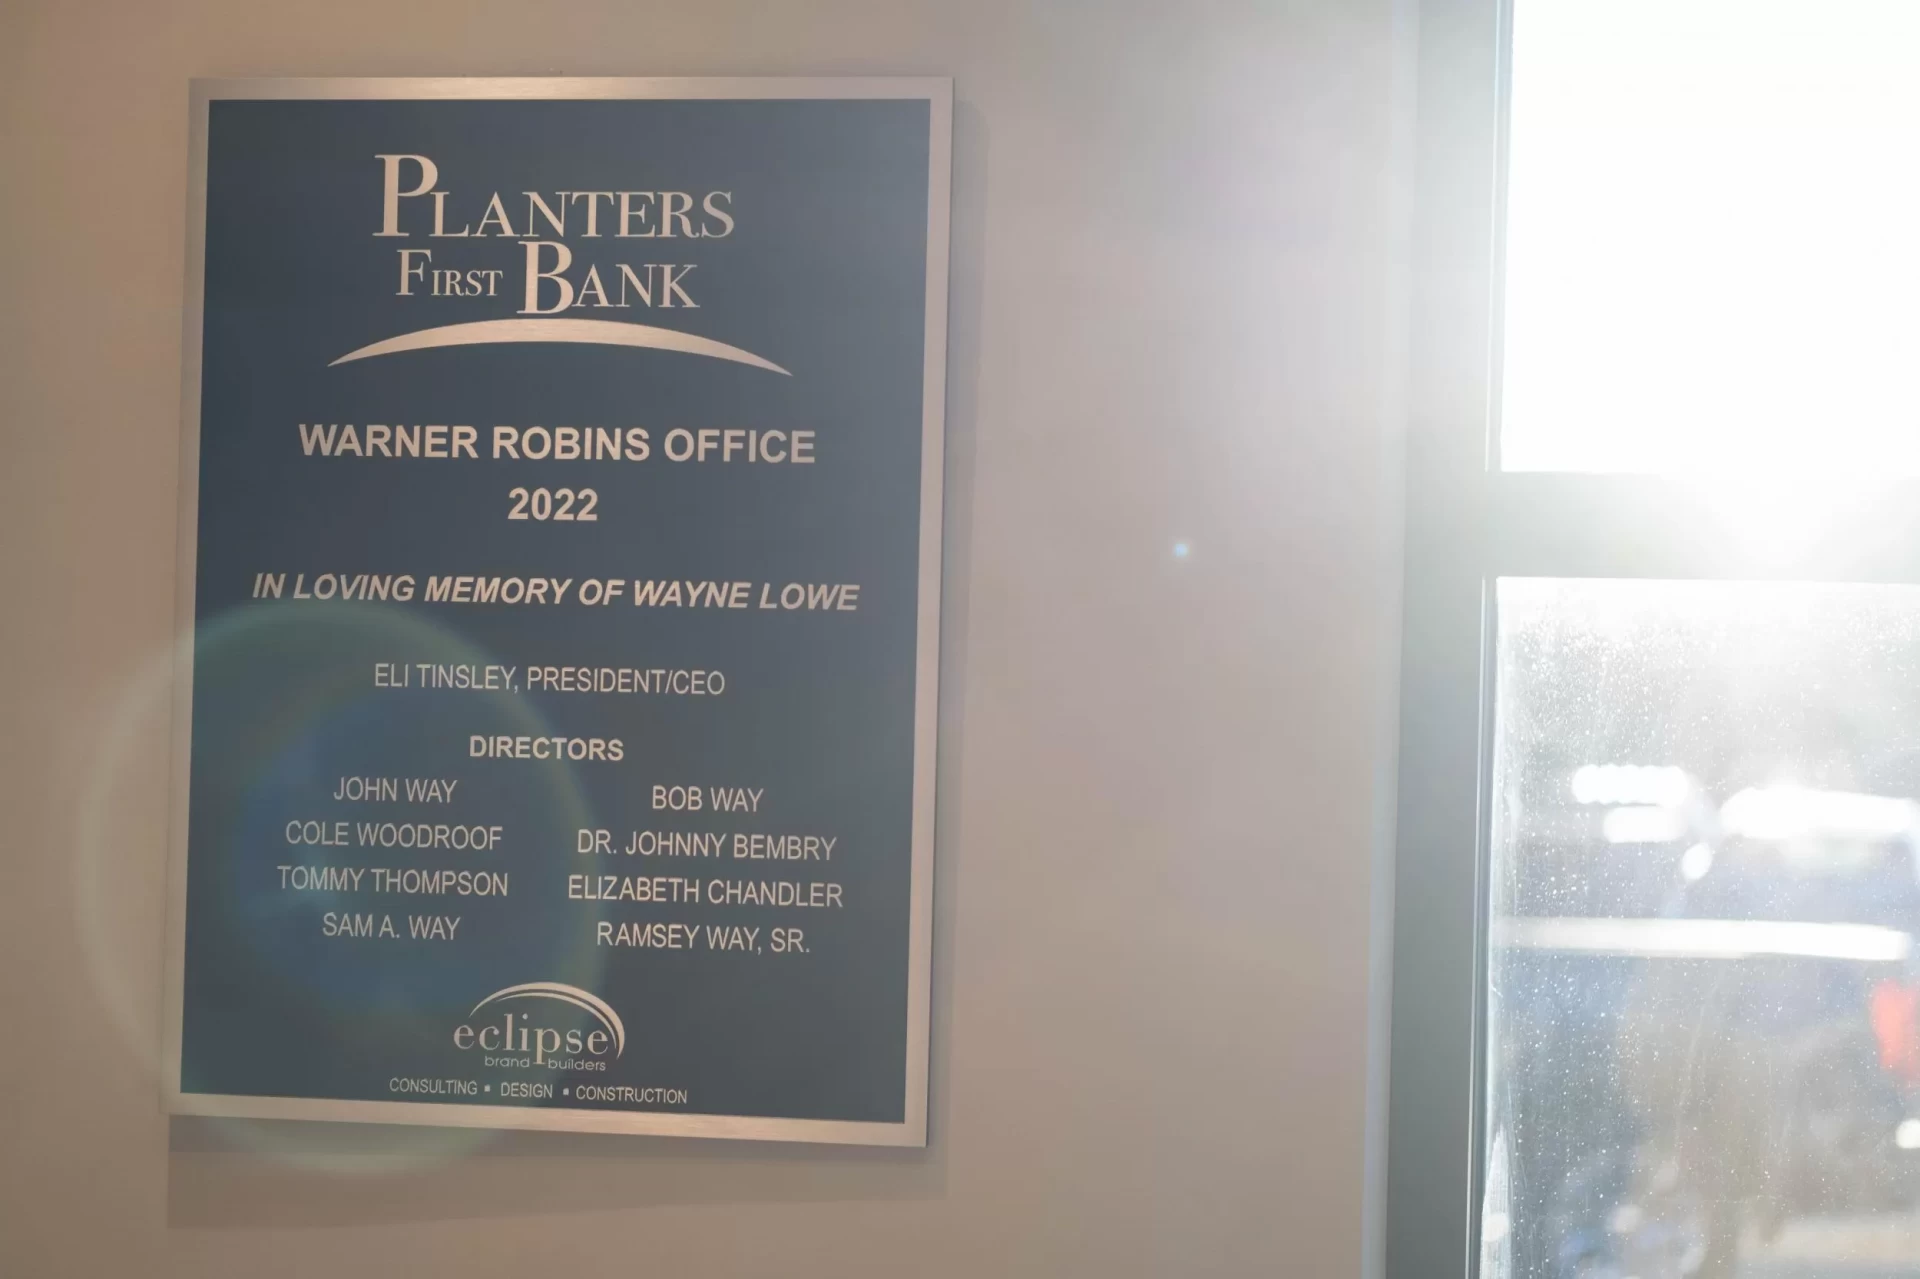 PLANTERS
FIRST BANK
WARNER ROBINS OFFICE
2022
IN LOVING MEMORY OF WAYNE LOWE
ELI TINSLEY, PRESIDENT/CEO
DIRECTORS
JOHN WAY
COLE WOODROOF
TOMMY THOMPSON
SAM A. WAY
BOB WAY
DR. JOHNNY BEMBRY
ELIZABETH CHANDLER
RAMSEY WAY, SR.
eclipse
brand builders
CONSULTING ▪ DESIGN ▪ CONSTRUCTION